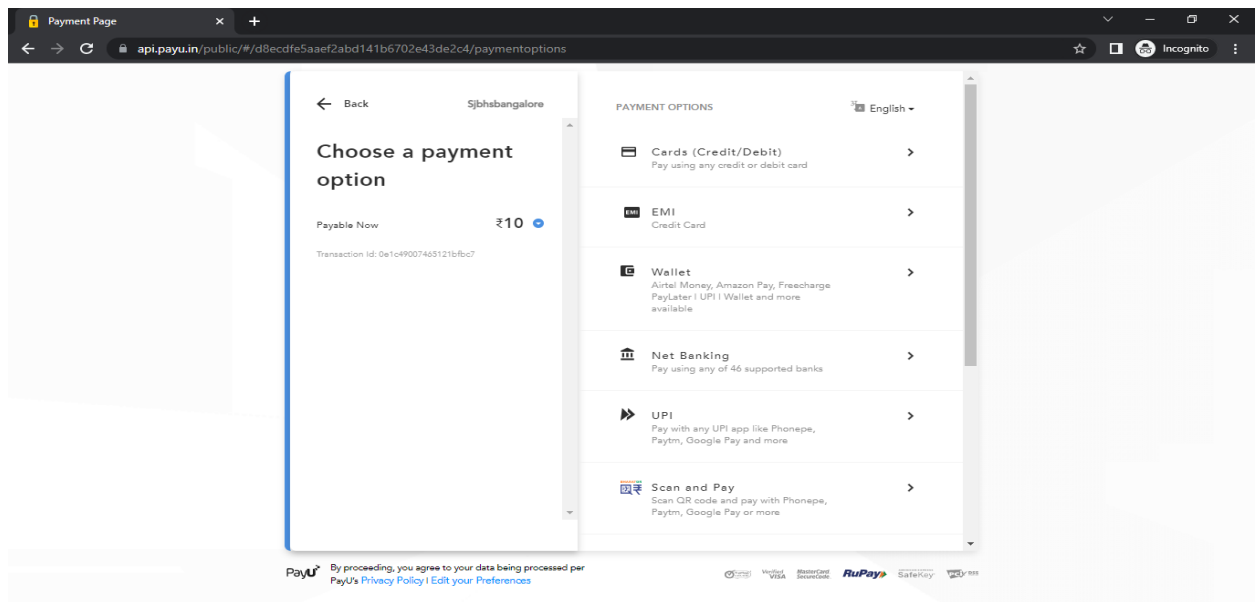 Payment Page
api.payu.in/public/#/d8ecdfe5aaef2abd141b6702e43de2c4/paymentoptions
Incognito
Back
Sjbhsbangalore
Choose a payment
option
Payable Now
₹10
Transaction Id: 0e1c49007465121bfbc7
PAYMENT OPTIONS
English
Cards (Credit/Debit)
Pay using any credit or debit card
EMI
EMI
Credit Card
Wallet
Airtel Money, Amazon Pay, Freecharge
PayLater | UPI | Wallet and more
available
Net Banking
Pay using any of 46 supported banks
UPI
Pay with any UPI app like Phonepe,
Paytm, Google Pay and more
Scan and Pay
Scan QR code and pay with Phonepe,
Paytm, Google Pay or more
PayU
By proceeding, you agree to your data being processed per
PayU's Privacy Policy | Edit your Preferences
Verified
VISA
MasterCard
SecureCode
RuPay
SafeKey